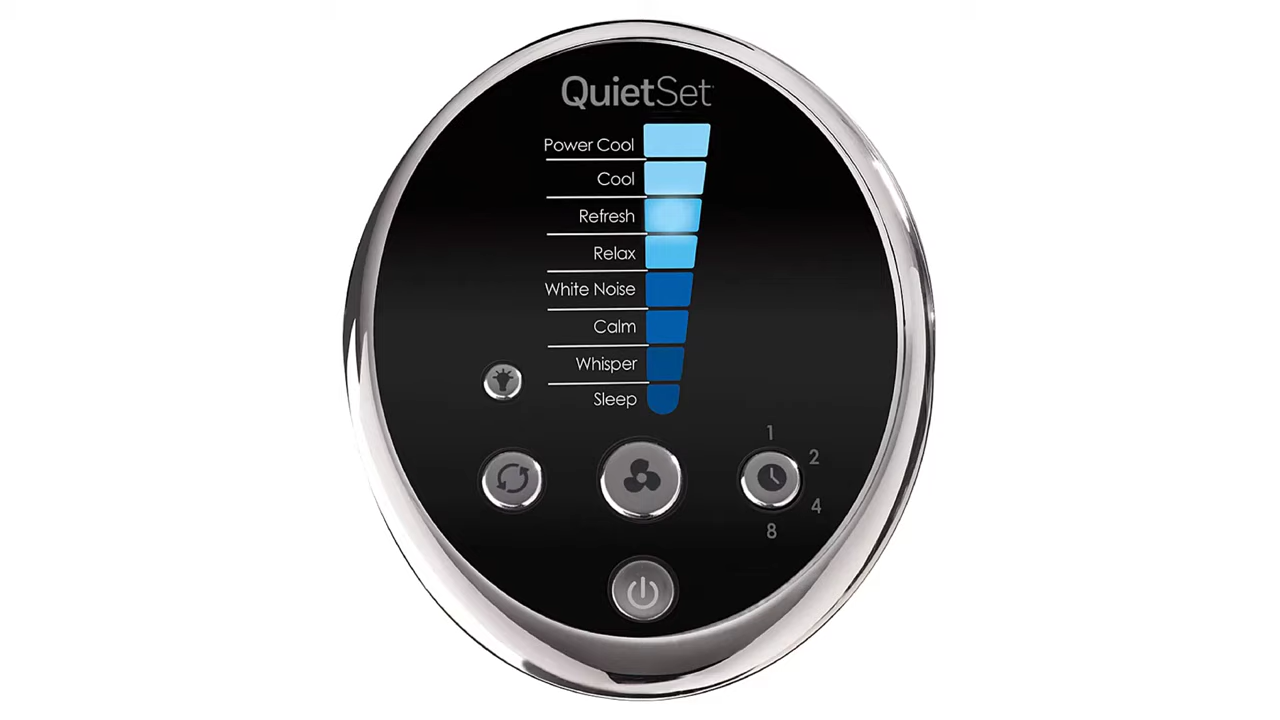 QuietSet
Power Cool
Cool
Refresh
Relax
White Noise
Calm
Whisper
Sleep
1
2
4
8